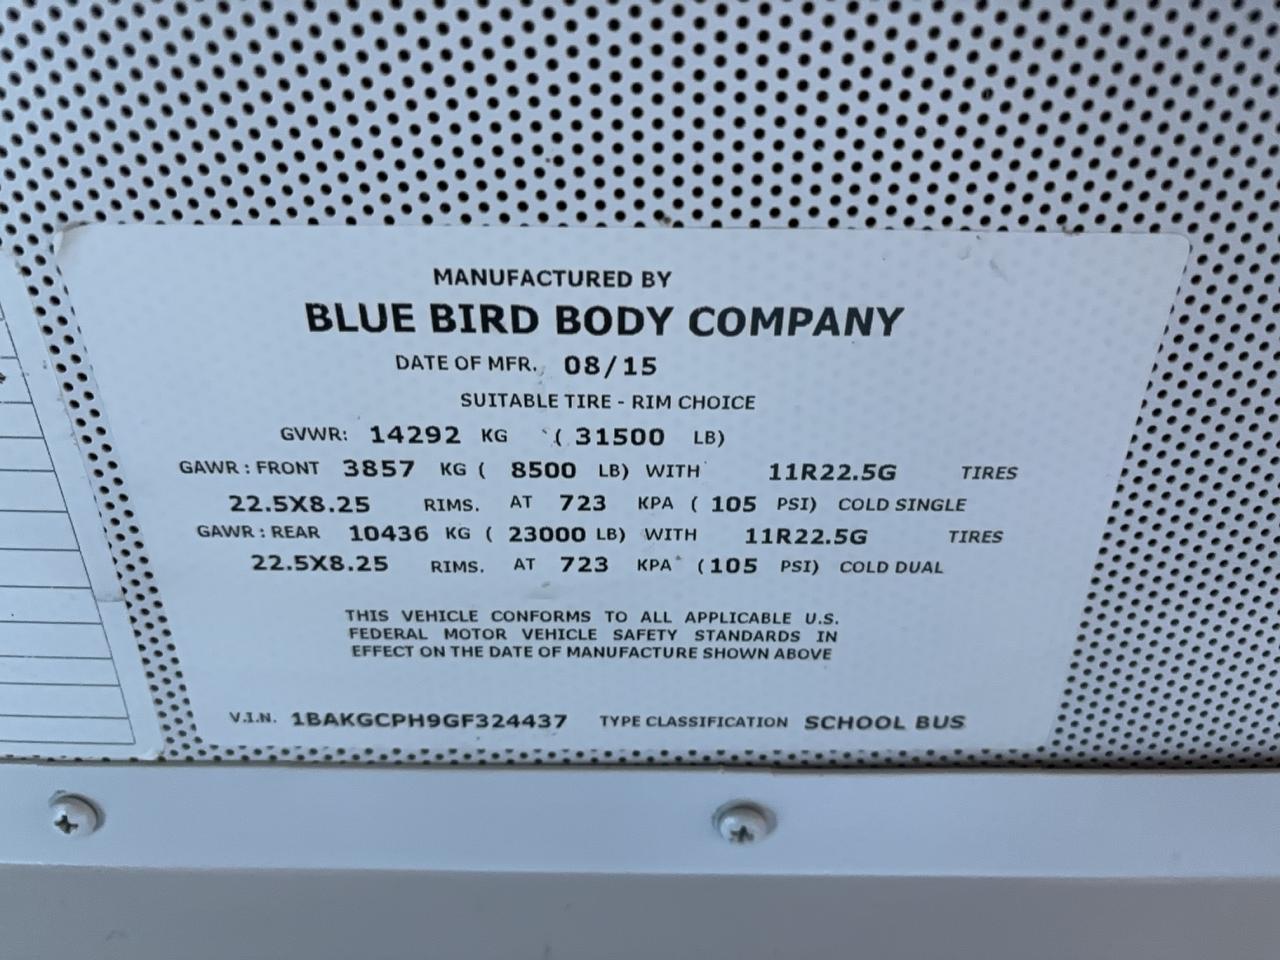 MANUFACTURED BY
BLUE BIRD BODY COMPANY
DATE OF MFR. 08/15
SUITABLE TIRE - RIM CHOICE
GVWR: 14292 KG ( 31500 LB)
GAWR : FRONT 3857 KG ( 8500 LB) WITH 11R22.5G TIRES
22.5X8.25 RIMS. AT 723 KPA ( 105 PSI) COLD SINGLE
GAWR : REAR 10436 KG ( 23000 LB) WITH 11R22.5G TIRES
22.5X8.25 RIMS. AT 723 KPA (105 PSI) COLD DUAL
THIS VEHICLE CONFORMS TO ALL APPLICABLE U.S.
FEDERAL MOTOR VEHICLE SAFETY STANDARDS IN
EFFECT ON THE DATE OF MANUFACTURE SHOWN ABOVE
V.I.N. 1BAKGCPH9GF324437 TYPE CLASSIFICATION SCHOOL BUS